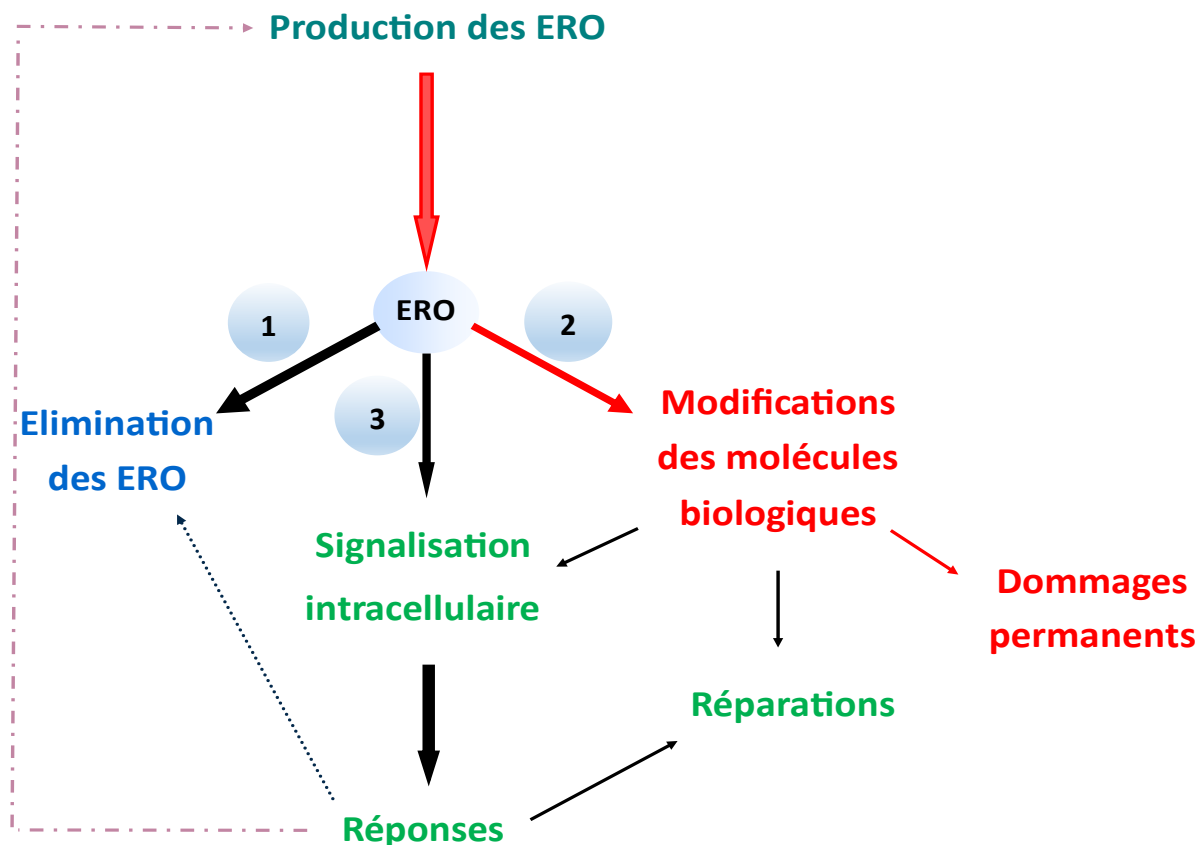 Production des ERO
ERO
1
2
3
Elimination
des ERO
Modifications
des molécules
biologiques
Signalisation
intracellulaire
Dommages
permanents
Réparations
Réponses